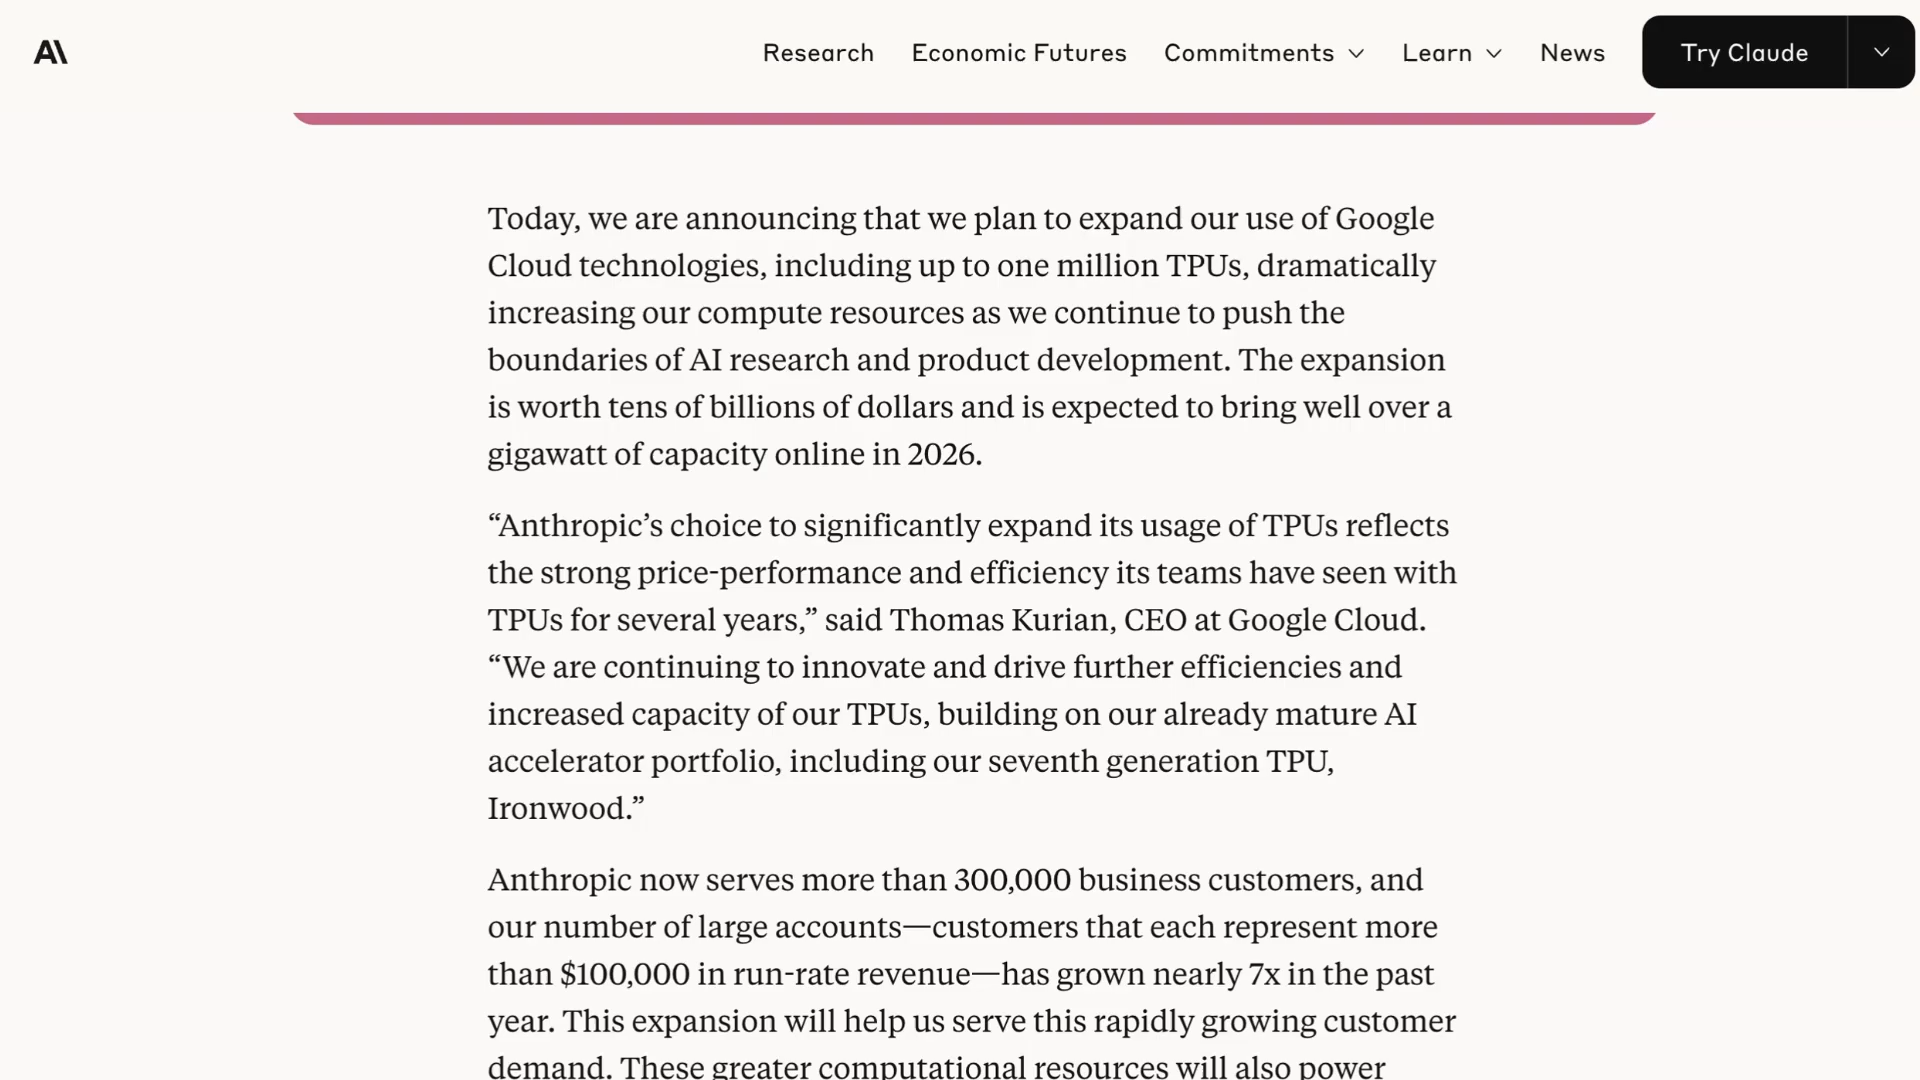 A\
Research
Economic Futures
Commitments
Learn
News
Try Claude
Today, we are announcing that we plan to expand our use of Google
Cloud technologies, including up to one million TPUs, dramatically
increasing our compute resources as we continue to push the
boundaries of AI research and product development. The expansion
is worth tens of billions of dollars and is expected to bring well over a
gigawatt of capacity online in 2026.
“Anthropic’s choice to significantly expand its usage of TPUs reflects
the strong price-performance and efficiency its teams have seen with
TPUs for several years,” said Thomas Kurian, CEO at Google Cloud.
“We are continuing to innovate and drive further efficiencies and
increased capacity of our TPUs, building on our already mature AI
accelerator portfolio, including our seventh generation TPU,
Ironwood.”
Anthropic now serves more than 300,000 business customers, and
our number of large accounts—customers that each represent more
than $100,000 in run-rate revenue—has grown nearly 7x in the past
year. This expansion will help us serve this rapidly growing customer
demand. These greater computational resources will also power